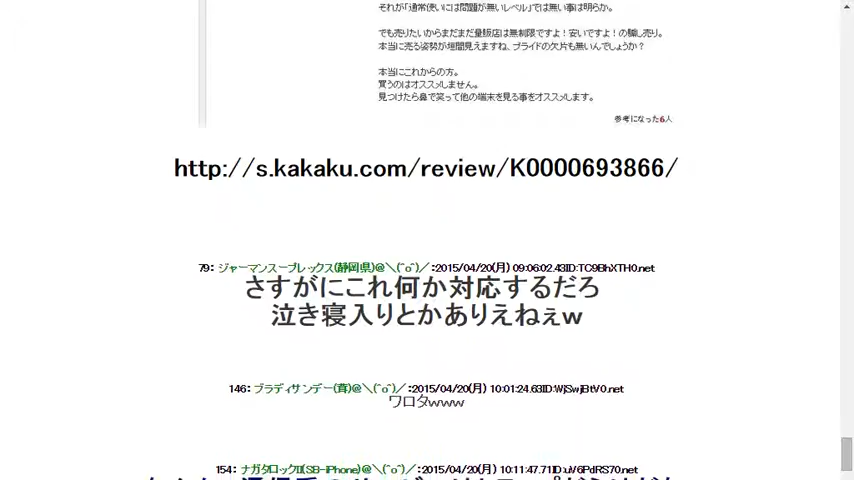 それが「通常使いには問題が無いレベル」では無い事は明らか。
でも売りたいからまだまだ量販店は無制限ですよ！安いですよ！の騙し売り。
本当に売る姿勢が垣間見えますね、プライドの欠片も無いんでしょうか？
本当にこれからの方。
買うのはオススメしません。
見つけたら鼻で笑って他の端末を見る事をオススメします。
参考になった6人
http://s.kakaku.com/review/K0000693866/
79: ジャーマンスープレックス(静岡県)@＼(^o^)／:2015/04/20(月) 09:06:02.43ID:TC9BhXTH0.net
さすがにこれ何か対応するだろ
泣き寝入りとかありえねぇw
146: ブラディサンデー(茸)@＼(^o^)／:2015/04/20(月) 10:01:24.63ID:WjSwjBtV0.net
ワロタwww
154: ナガタロックII(SB-iPhone)@＼(^o^)／:2015/04/20(月) 10:11:47.71ID:uV6PdRS70.net